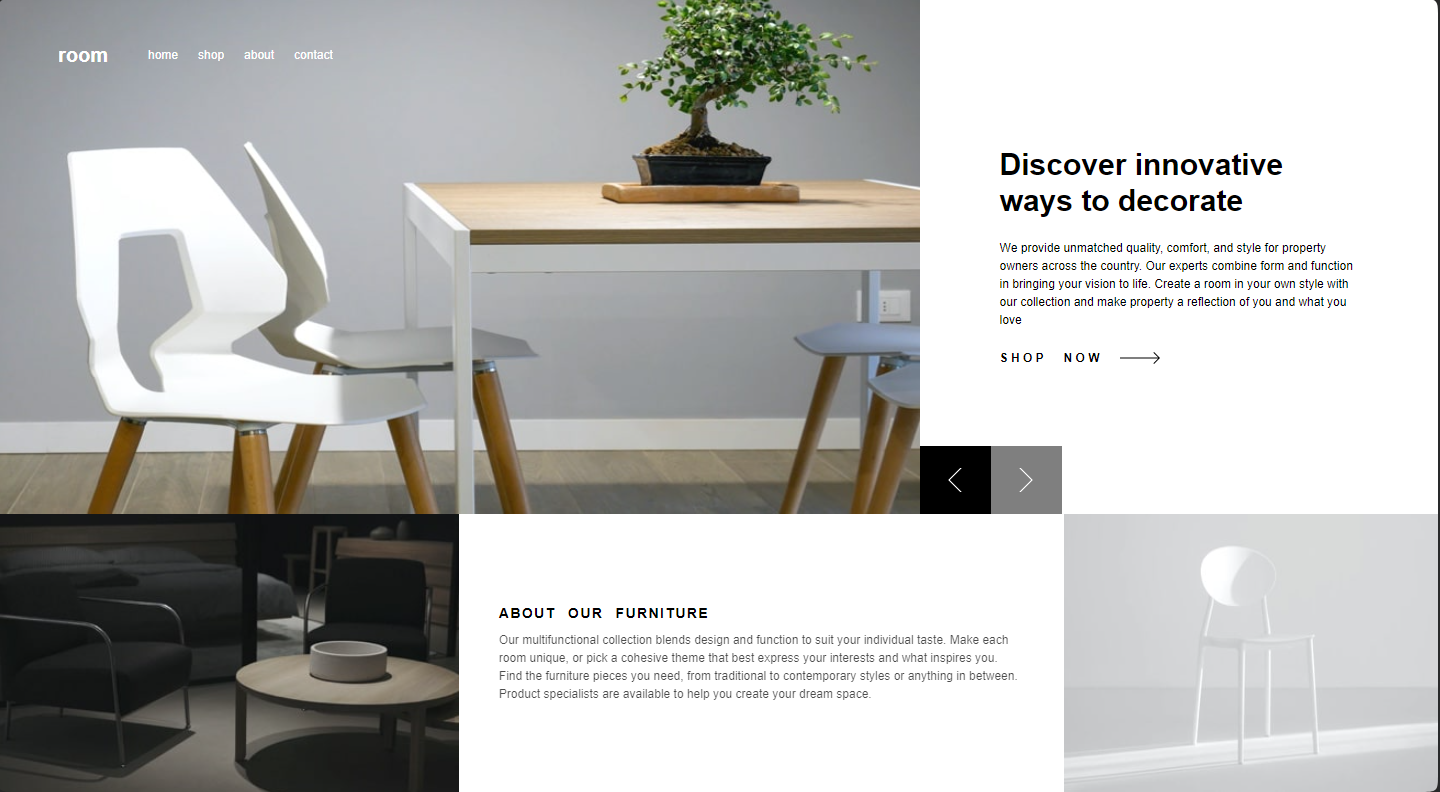 room
home shop about contact
Discover innovative
ways to decorate
We provide unmatched quality, comfort, and style for property
owners across the country. Our experts combine form and function
in bringing your vision to life. Create a room in your own style with
our collection and make property a reflection of you and what you
love
SHOP NOW
ABOUT OUR FURNITURE
Our multifunctional collection blends design and function to suit your individual taste. Make each
room unique, or pick a cohesive theme that best express your interests and what inspires you.
Find the furniture pieces you need, from traditional to contemporary styles or anything in between.
Product specialists are available to help you create your dream space.